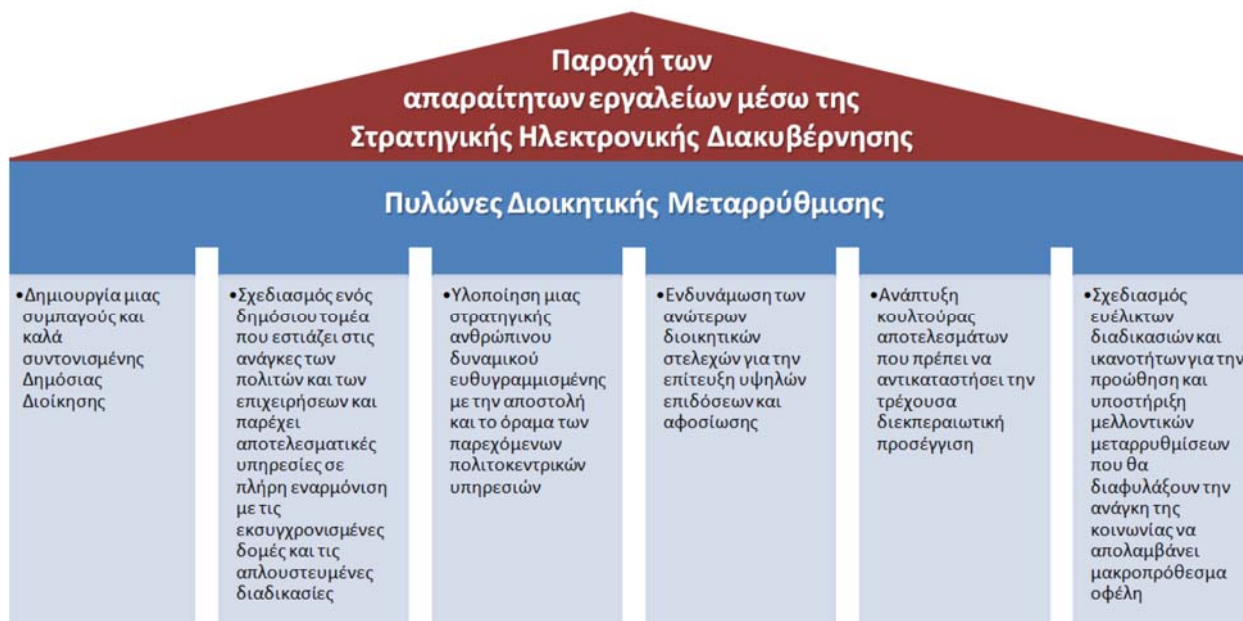 Παροχή των
απαραίτητων εργαλείων μέσω της
Στρατηγικής Ηλεκτρονικής Διακυβέρνησης
Πυλώνες Διοικητικής Μεταρρύθμισης
•Δημιουργία μιας
συμπαγούς και
καλά
συντονισμένης
Δημόσιας
Διοίκησης
•Σχεδιασμός ενός
δημόσιου τομέα
που εστιάζει στις
ανάγκες των
πολιτών και των
επιχειρήσεων και
παρέχει
αποτελεσματικές
υπηρεσίες σε
πλήρη εναρμόνιση
με τις
εκσυγχρονισμένες
δομές και τις
απλουστευμένες
διαδικασίες
•Υλοποίηση μιας
στρατηγικής
ανθρώπινου
δυναμικού
ευθυγραμμισμένης
με την αποστολή
και το όραμα των
παρεχόμενων
πολιτοκεντρικών
υπηρεσιών
•Ενδυνάμωση των
ανώτερων
διοικητικών
στελεχών για την
επίτευξη υψηλών
επιδόσεων και
αφοσίωσης
•Ανάπτυξη
κουλτούρας
αποτελεσμάτων
που πρέπει να
αντικαταστήσει την
τρέχουσα
διεκπεραιωτική
προσέγγιση
•Σχεδιασμός
ευέλικτων
διαδικασιών και
ικανοτήτων για την
προώθηση και
υποστήριξη
μελλοντικών
μεταρρυθμίσεων
που θα
διαφυλάξουν την
ανάγκη της
κοινωνίας να
απολαμβάνει
μακροπρόθεσμα
οφέλη